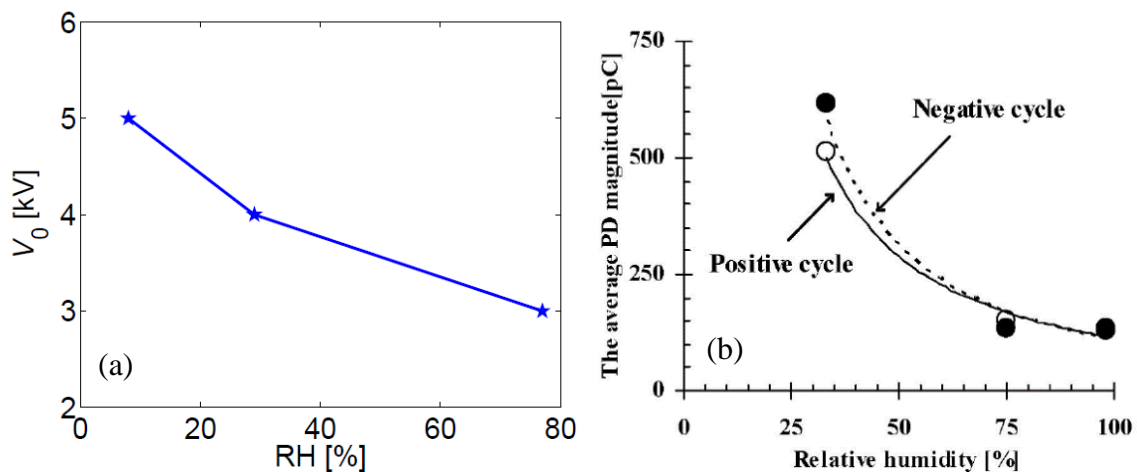 6
5
4
3
2
V0 [kV]
0
20
40
60
80
RH [%]
(a)
750
500
250
0
The average PD magnitude[pC]
Negative cycle
Positive cycle
(b)
0
25
50
75
100
Relative humidity [%]